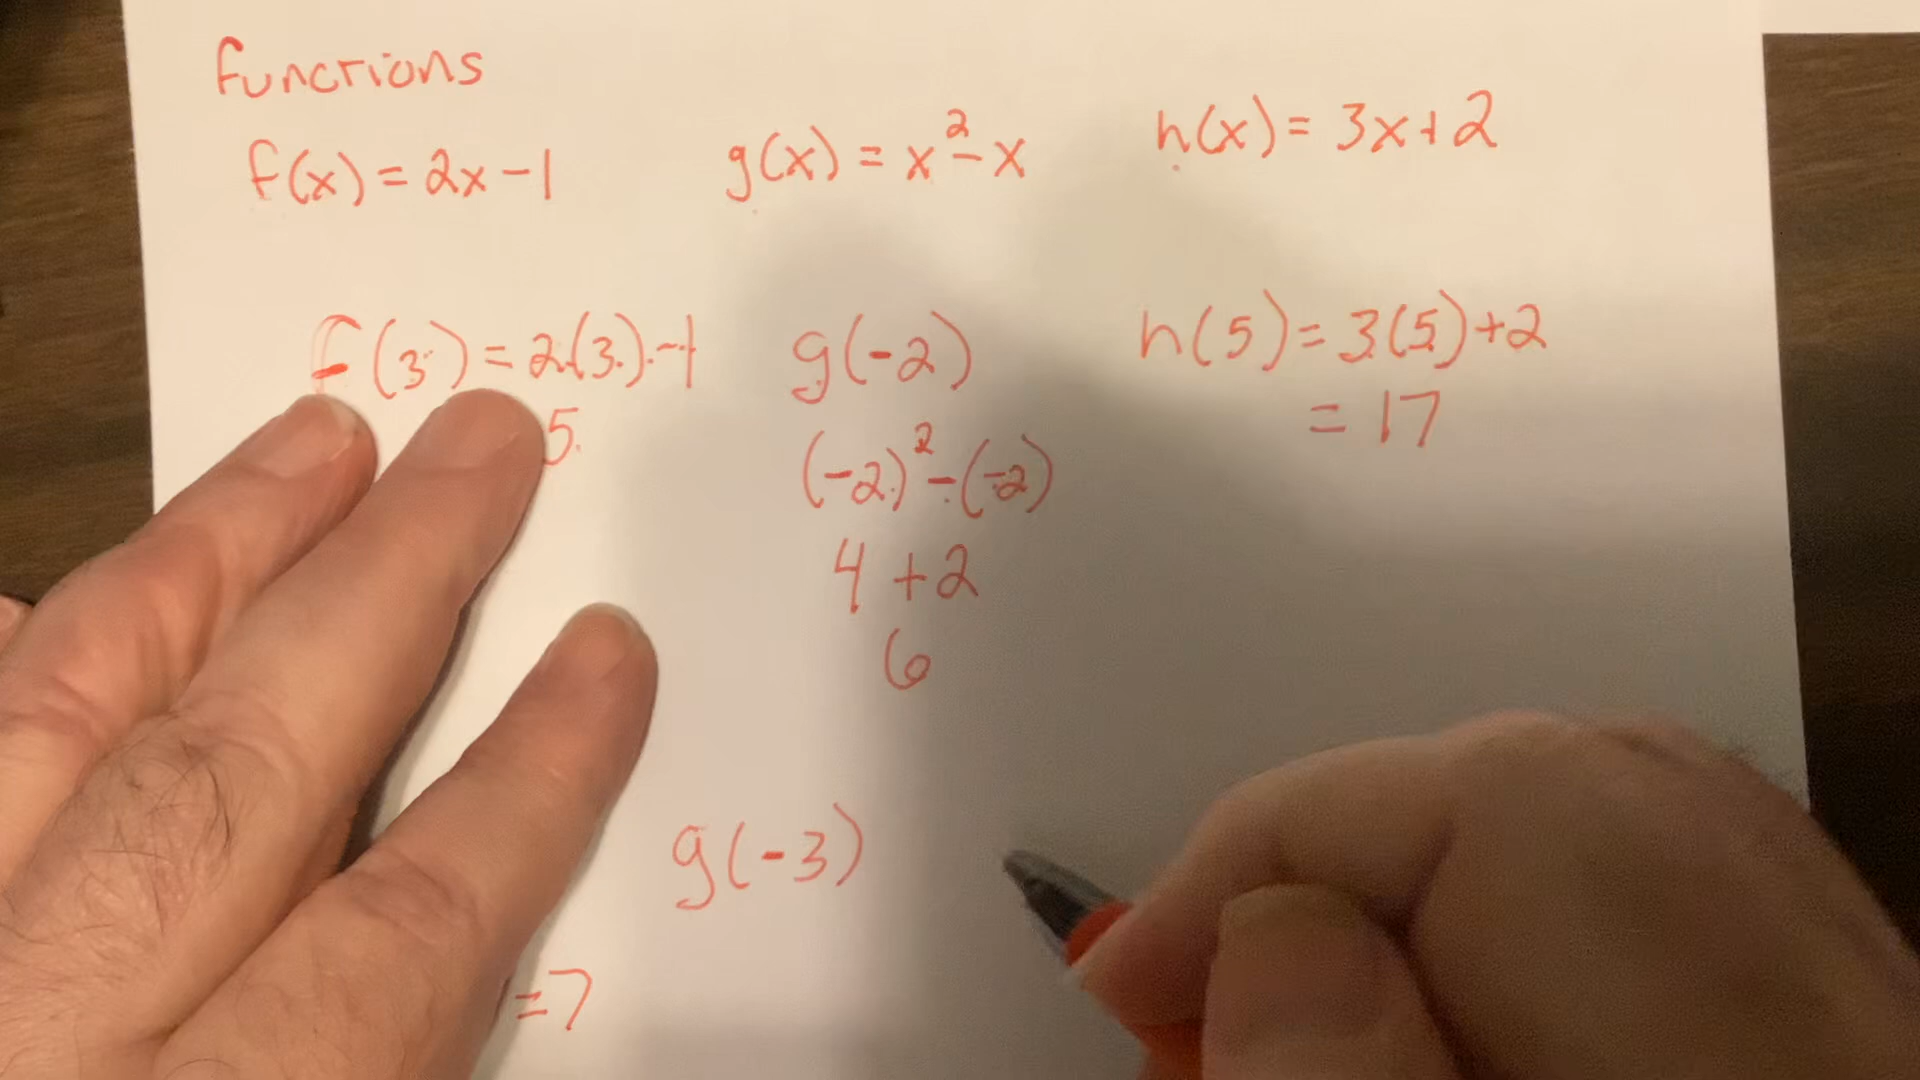 functions
f(x) = 2x - 1
g(x) = x² - x
h(x) = 3x + 2
f(3) = 2(3) - 1
5
g(-2)
(-2)² - (-2)
4 + 2
6
h(5) = 3(5) + 2
= 17
g(-3)
= 7